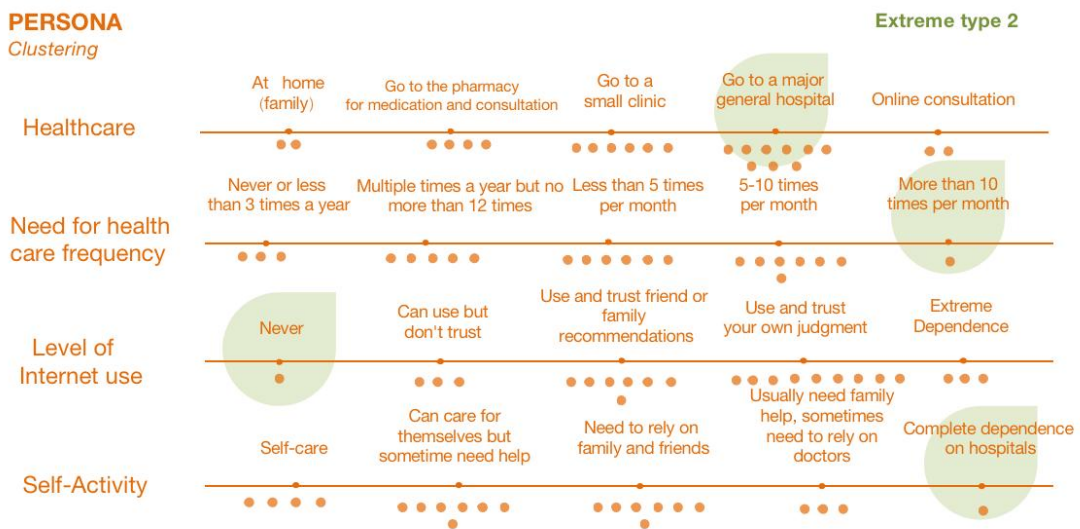 PERSONA
Extreme type 2
Clustering
Healthcare
At home
(family)
Go to the pharmacy
for medication and consultation
Go to a
small clinic
Go to a major
general hospital
Online consultation
Need for health
care frequency
Never or less
than 3 times a year
Multiple times a year but no
more than 12 times
Less than 5 times
per month
5-10 times
per month
More than 10
times per month
Level of
Internet use
Never
Can use but
don't trust
Use and trust friend or
family
recommendations
Use and trust
your own judgment
Extreme
Dependence
Self-Activity
Self-care
Can care for
themselves but
sometime need help
Need to rely on
family and friends
Usually need family
help, sometimes
need to rely on
doctors
Complete dependence
on hospitals